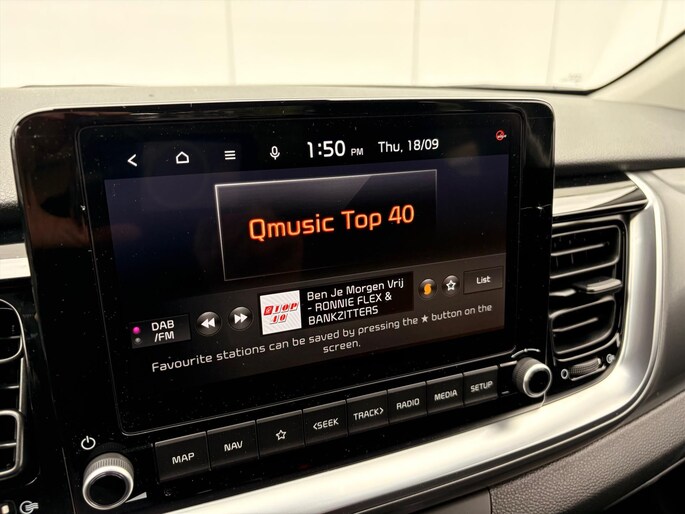 1:50 PM Thu, 18/09
Qmusic Top 40
DAB
/FM
TOP
40
Ben Je Morgen Vrij
- RONNIE FLEX &
BANKZITTERS
List
Favourite stations can be saved by pressing the ★ button on the
screen.
MAP NAV <SEEK TRACK> RADIO MEDIA SETUP